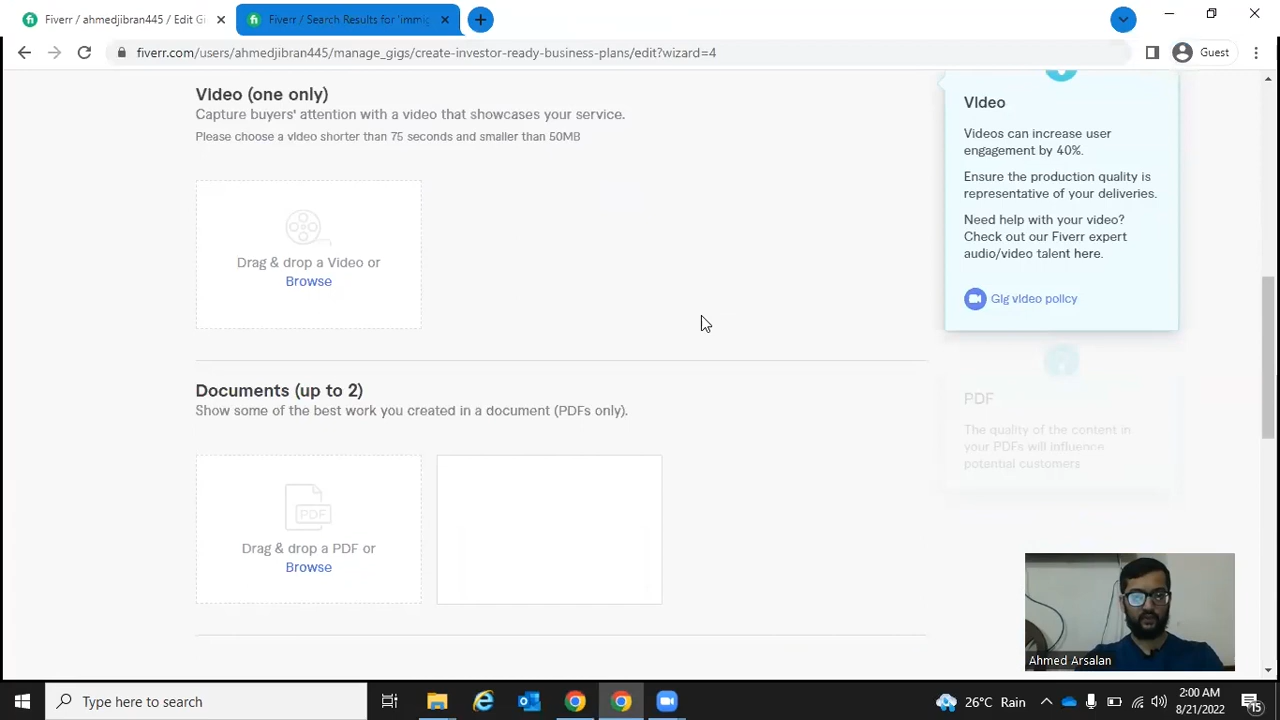 Fiverr / ahmedjibran445 / Edit Gi
Fiverr / Search Results for 'immig
fiverr.com/users/ahmedjibran445/manage_gigs/create-investor-ready-business-plans/edit?wizard=4
Guest
Video (one only)
Capture buyers' attention with a video that showcases your service.
Please choose a video shorter than 75 seconds and smaller than 50MB
Drag & drop a Video or
Browse
Video
Videos can increase user
engagement by 40%.
Ensure the production quality is
representative of your deliveries.
Need help with your video?
Check out our Fiverr expert
audio/video talent here.
Gig video policy
Documents (up to 2)
Show some of the best work you created in a document (PDFs only).
PDF
Drag & drop a PDF or
Browse
PDF
The quality of the content in
your PDFs will influence
potential customers
Ahmed Arsalan
Type here to search
26°C Rain
2:00 AM
8/21/2022
15